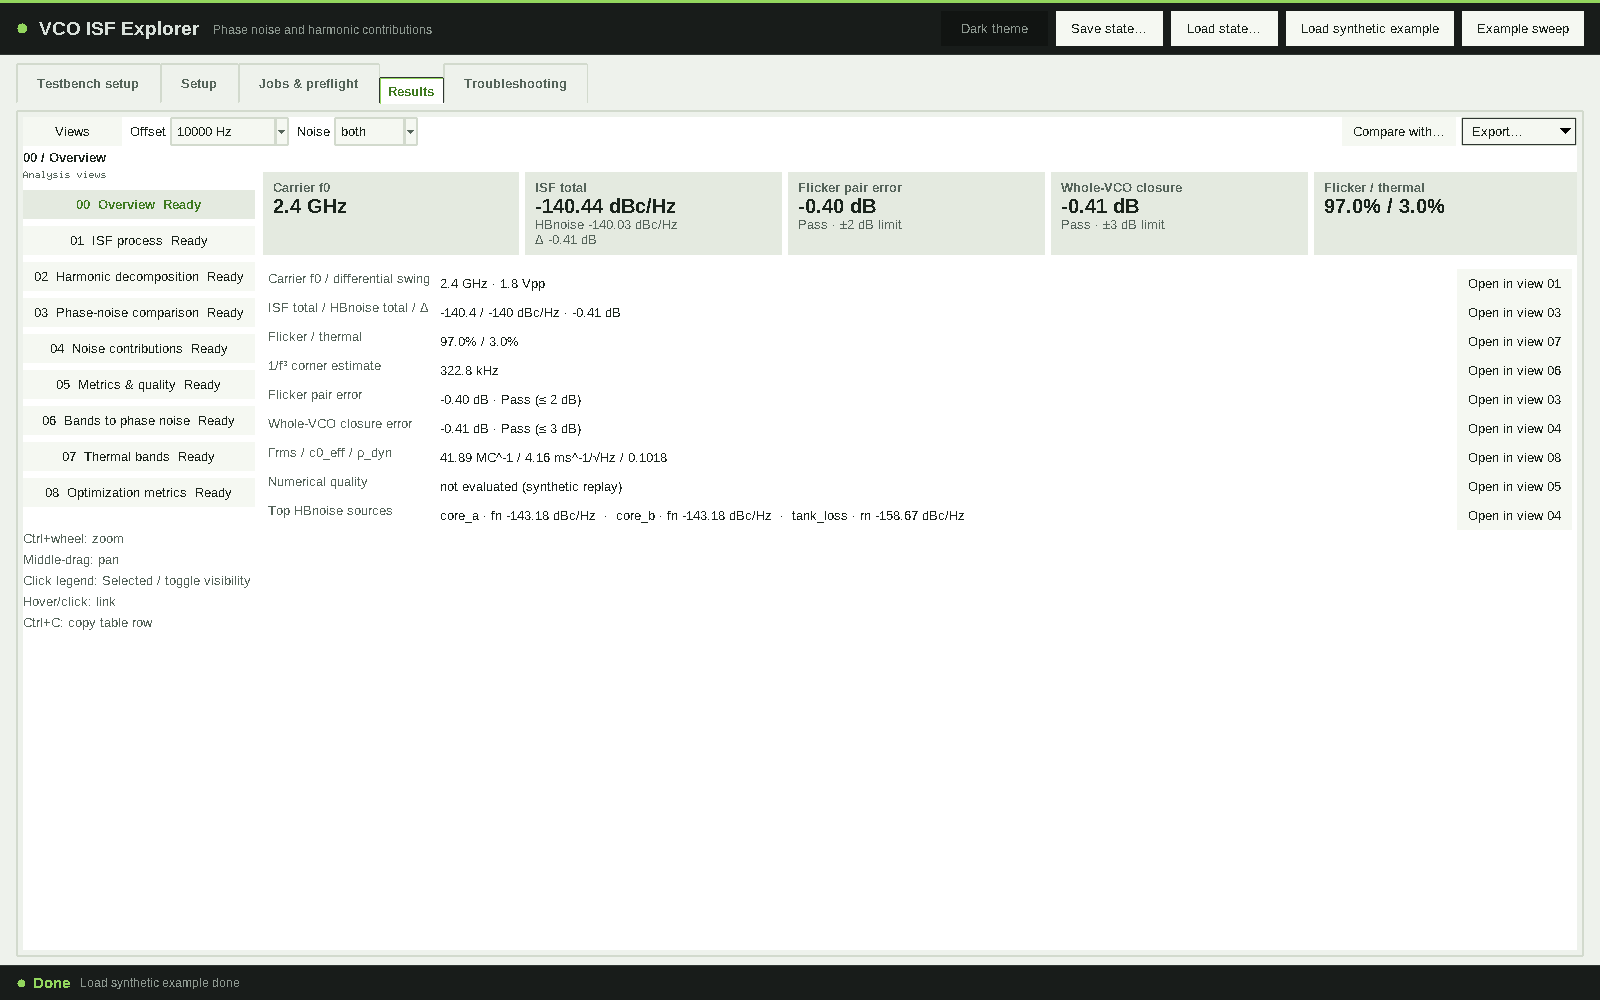 VCO ISF Explorer Phase noise and harmonic contributions Dark theme Save state... Load state... Load synthetic example Example sweep
Testbench setup Setup Jobs & preflight Results Troubleshooting
Views Offset 10000 Hz Noise both Compare with... Export...
00 / Overview
Analysis views
00 Overview Ready
01 ISF process Ready
02 Harmonic decomposition Ready
03 Phase-noise comparison Ready
04 Noise contributions Ready
05 Metrics & quality Ready
06 Bands to phase noise Ready
07 Thermal bands Ready
08 Optimization metrics Ready
Ctrl+wheel: zoom
Middle-drag: pan
Click legend: Selected / toggle visibility
Hover/click: link
Ctrl+C: copy table row
Carrier f0
2.4 GHz
ISF total
-140.44 dBc/Hz
HBnoise -140.03 dBc/Hz
Δ -0.41 dB
Flicker pair error
-0.40 dB
Pass · ±2 dB limit
Whole-VCO closure
-0.41 dB
Pass · ±3 dB limit
Flicker / thermal
97.0% / 3.0%
Carrier f0 / differential swing 2.4 GHz · 1.8 Vpp Open in view 01
ISF total / HBnoise total / Δ -140.4 / -140 dBc/Hz · -0.41 dB Open in view 03
Flicker / thermal 97.0% / 3.0% Open in view 07
1/f³ corner estimate 322.8 kHz Open in view 06
Flicker pair error -0.40 dB · Pass (≤ 2 dB) Open in view 03
Whole-VCO closure error -0.41 dB · Pass (≤ 3 dB) Open in view 04
Γrms / c0_eff / ρ_dyn 41.89 MC^-1 / 4.16 ms^-1/√Hz / 0.1018 Open in view 08
Numerical quality not evaluated (synthetic replay) Open in view 05
Top HBnoise sources core_a · fn -143.18 dBc/Hz · core_b · fn -143.18 dBc/Hz · tank_loss · rn -158.67 dBc/Hz Open in view 04
Done Load synthetic example done